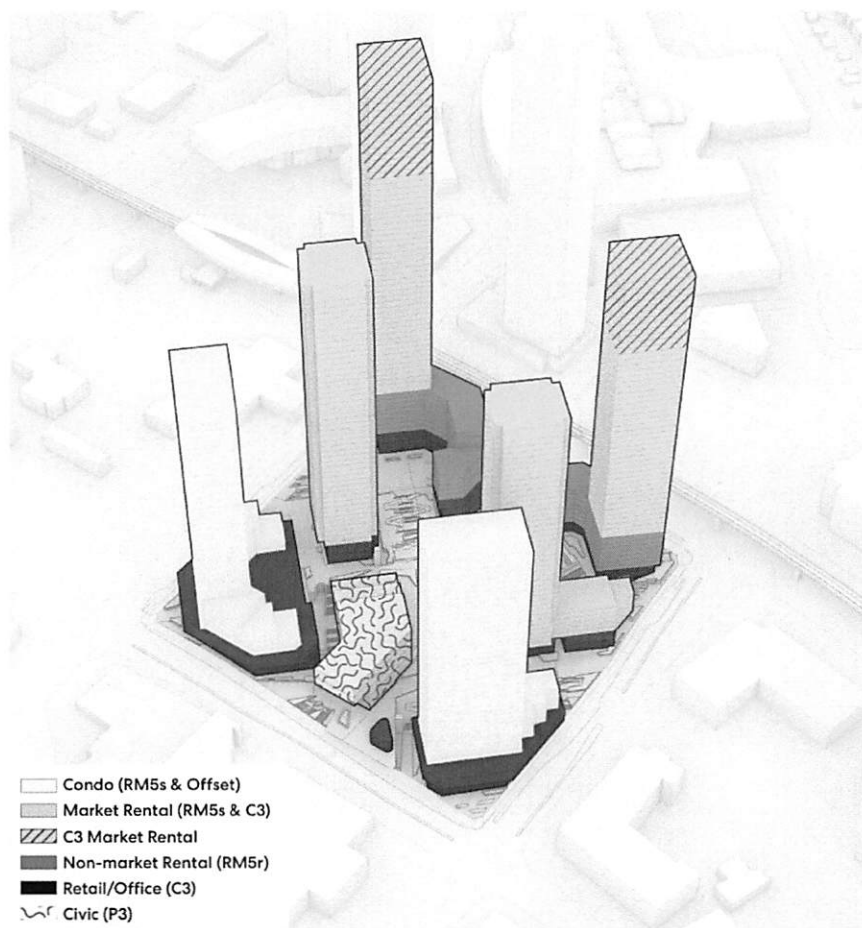 Condo (RM5s & Offset)
Market Rental (RM5s & C3)
C3 Market Rental
Non-market Rental (RM5r)
Retail/Office (C3)
Civic (P3)